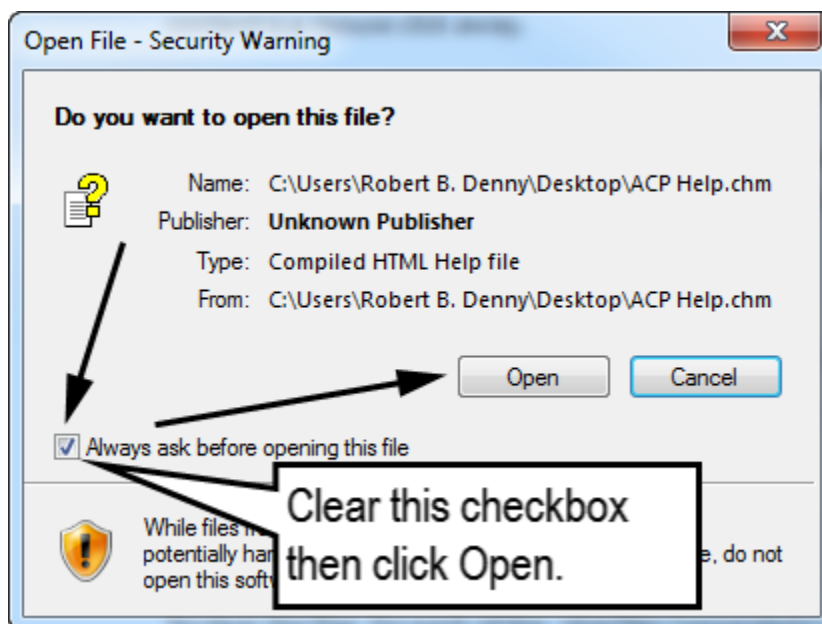 Open File - Security Warning
Do you want to open this file?
Name: C:\Users\Robert B. Denny\Desktop\ACP Help.chm
Publisher: Unknown Publisher
Type: Compiled HTML Help file
From: C:\Users\Robert B. Denny\Desktop\ACP Help.chm
Open Cancel
Always ask before opening this file
Clear this checkbox
then click Open.
While files
potentially do not
open this